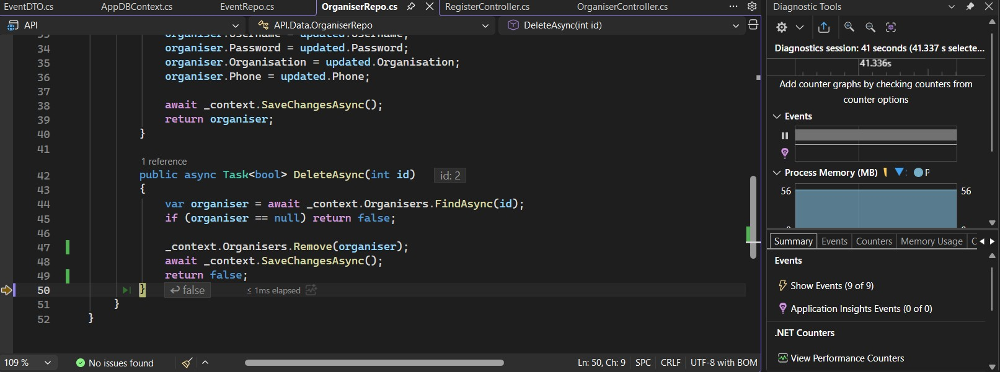 EventDTO.cs AppDBContext.cs EventRepo.cs OrganiserRepo.cs RegisterController.cs OrganiserController.cs
API API.Data.OrganiserRepo DeleteAsync(int id)
33 organiser.Username = updated.Username;
34 organiser.Password = updated.Password;
35 organiser.Organisation = updated.Organisation;
36 organiser.Phone = updated.Phone;
37
38 await _context.SaveChangesAsync();
39 return organiser;
40 }
41
1 reference
42 public async Task<bool> DeleteAsync(int id) id: 2
43 {
44 var organiser = await _context.Organisers.FindAsync(id);
45 if (organiser == null) return false;
46
47 _context.Organisers.Remove(organiser);
48 await _context.SaveChangesAsync();
49 return false;
50 } false ≤ 1ms elapsed
51 }
52 }
109 % No issues found Ln: 50, Ch: 9 SPC CRLF UTF-8 with BOM
Diagnostic Tools
Diagnostics session: 41 seconds (41.337 s selecte...
41.336s
Add counter graphs by checking counters from
counter options
Events
Process Memory (MB) P
56 56
Summary Events Counters Memory Usage C
Events
Show Events (9 of 9)
Application Insights Events (0 of 0)
.NET Counters
View Performance Counters